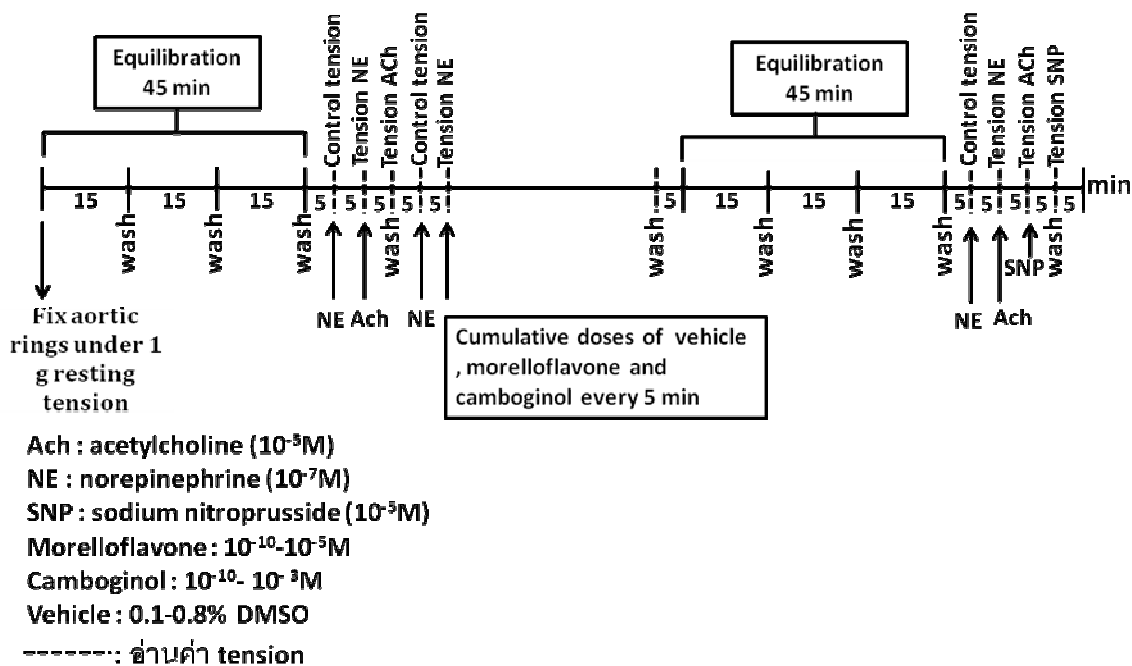 Equilibration
45 min
Equilibration
45 min
Control tension
Tension NE
Tension ACh
Control tension
Tension NE
Control tension
Tension NE
Tension ACh
Tension SNP
min
15
15
15
5
5
5
5
5
5
15
15
15
5
5
5
5
5
wash
wash
wash
wash
wash
wash
wash
wash
wash
NE
Ach
NE
SNP
NE
Ach
Fix aortic
rings under 1
g resting
tension
Cumulative doses of vehicle
, morelloflavone and
camboginol every 5 min
Ach : acetylcholine (10⁻⁵M)
NE : norepinephrine (10⁻⁷M)
SNP : sodium nitroprusside (10⁻⁵M)
Morelloflavone : 10⁻¹⁰-10⁻⁵M
Camboginol : 10⁻¹⁰- 10⁻³M
Vehicle : 0.1-0.8% DMSO
-------: อ่านค่า tension